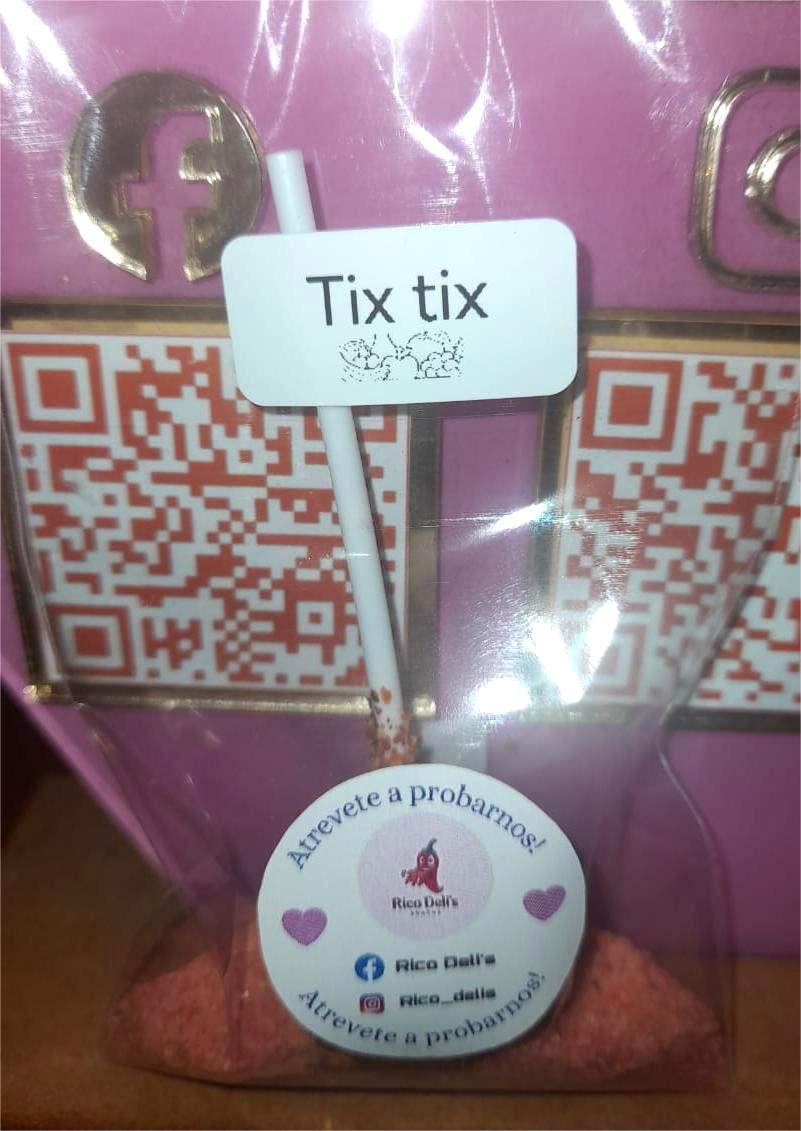 Tix tix
Atrevete a probarnos!
Rico Deli's
Rico Deli's
Rico_delis
Atrevete a probarnos!